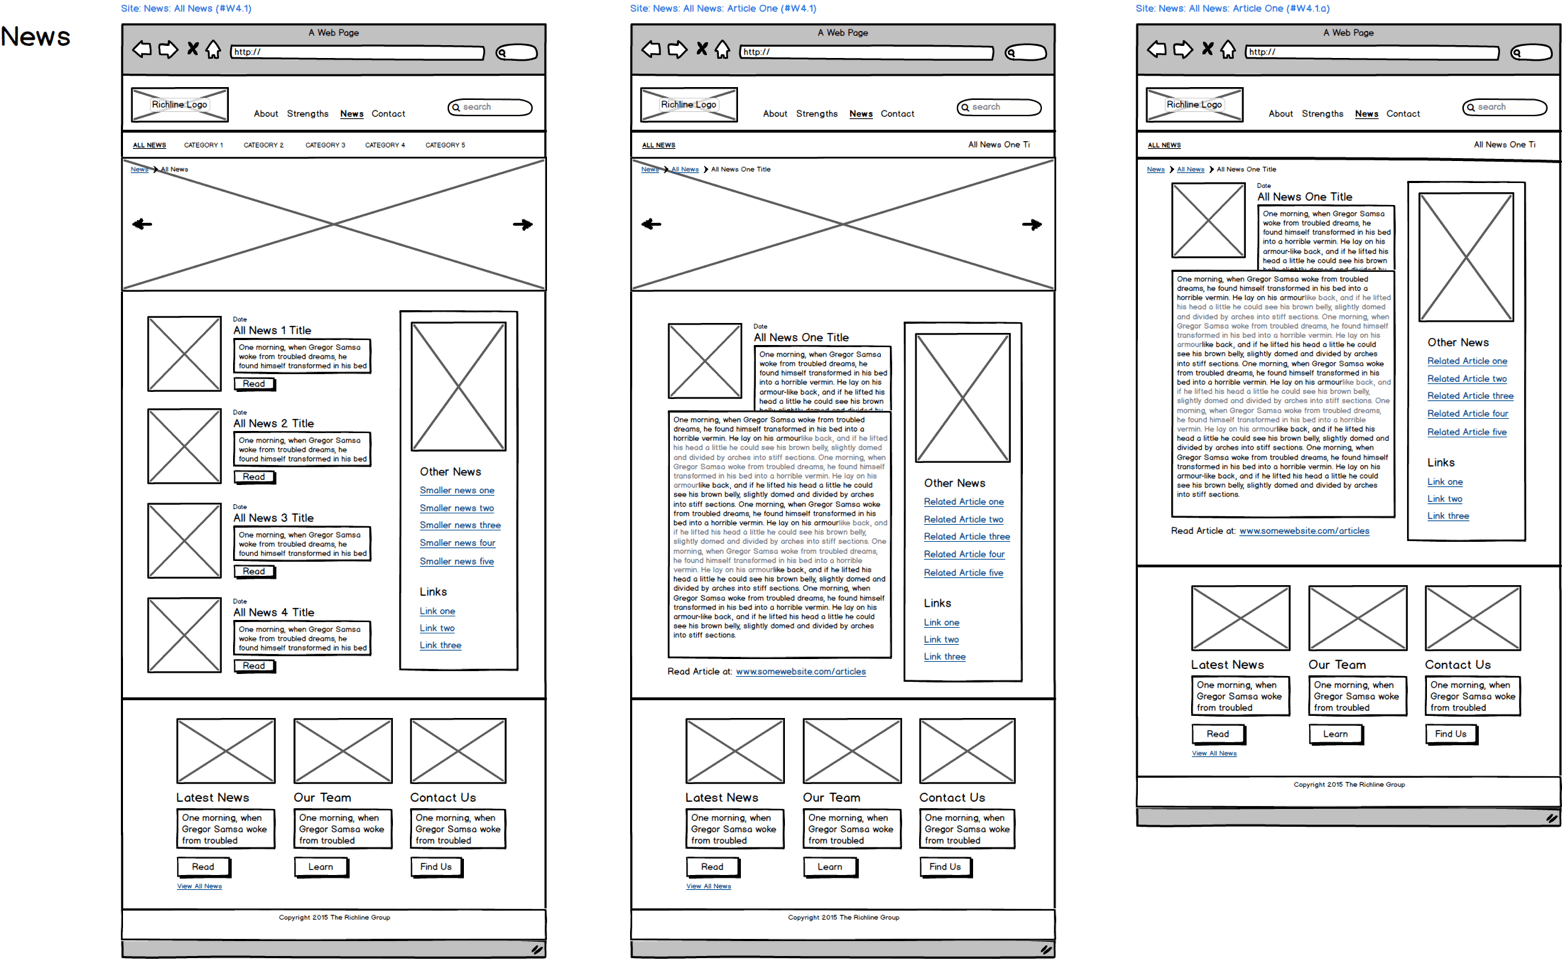 News
Site: News: All News (#W4.1)
A Web Page
http://
Richline Logo
About Strengths News Contact
search
ALL NEWS CATEGORY 1 CATEGORY 2 CATEGORY 3 CATEGORY 4 CATEGORY 5
News All News
Date
All News 1 Title
One morning, when Gregor Samsa
woke from troubled dreams, he
found himself transformed in his bed
Read
Date
All News 2 Title
One morning, when Gregor Samsa
woke from troubled dreams, he
found himself transformed in his bed
Read
Date
All News 3 Title
One morning, when Gregor Samsa
woke from troubled dreams, he
found himself transformed in his bed
Read
Date
All News 4 Title
One morning, when Gregor Samsa
woke from troubled dreams, he
found himself transformed in his bed
Read
Other News
Smaller news one
Smaller news two
Smaller news three
Smaller news four
Smaller news five
Links
Link one
Link two
Link three
Latest News
One morning, when
Gregor Samsa woke
from troubled
Read
View All News
Our Team
One morning, when
Gregor Samsa woke
from troubled
Learn
Contact Us
One morning, when
Gregor Samsa woke
from troubled
Find Us
Copyright 2015 The Richline Group
Site: News: All News: Article One (#W4.1)
A Web Page
http://
Richline Logo
About Strengths News Contact
search
ALL NEWS
All News One Ti
News All News All News One Title
Date
All News One Title
One morning, when Gregor Samsa
woke from troubled dreams, he
found himself transformed in his bed
into a horrible vermin. He lay on his
armour-like back, and if he lifted his
head a little he could see his brown
belly, slightly domed and divided by
One morning, when Gregor Samsa woke from troubled
dreams, he found himself transformed in his bed into a
horrible vermin. He lay on his armourlike back, and if he lifted
his head a little he could see his brown belly, slightly domed
and divided by arches into stiff sections. One morning, when
Gregor Samsa woke from troubled dreams, he found himself
transformed in his bed into a horrible vermin. He lay on his
armourlike back, and if he lifted his head a little he could
see his brown belly, slightly domed and divided by arches
into stiff sections. One morning, when Gregor Samsa woke
from troubled dreams, he found himself transformed in his bed
into a horrible vermin. He lay on his armourlike back, and
if he lifted his head a little he could see his brown belly,
slightly domed and divided by arches into stiff sections. One
morning, when Gregor Samsa woke from troubled dreams, he
found himself transformed in his bed into a horrible
vermin. He lay on his armourlike back, and if he lifted his
head a little he could see his brown belly, slightly domed and
divided by arches into stiff sections. One morning, when
Gregor Samsa woke from troubled dreams, he found himself
transformed in his bed into a horrible vermin. He lay on his
armourlike back, and if he lifted his head a little he could
see his brown belly, slightly domed and divided by arches
into stiff sections.
Read Article at: www.somewebsite.com/articles
Other News
Related Article one
Related Article two
Related Article three
Related Article four
Related Article five
Links
Link one
Link two
Link three
Latest News
One morning, when
Gregor Samsa woke
from troubled
Read
View All News
Our Team
One morning, when
Gregor Samsa woke
from troubled
Learn
Contact Us
One morning, when
Gregor Samsa woke
from troubled
Find Us
Copyright 2015 The Richline Group
Site: News: All News: Article One (#W4.1.a)
A Web Page
http://
Richline Logo
About Strengths News Contact
search
ALL NEWS
All News One Ti
News All News All News One Title
Date
All News One Title
One morning, when Gregor Samsa
woke from troubled dreams, he
found himself transformed in his bed
into a horrible vermin. He lay on his
armour-like back, and if he lifted his
head a little he could see his brown
belly, slightly domed and divided by
One morning, when Gregor Samsa woke from troubled
dreams, he found himself transformed in his bed into a
horrible vermin. He lay on his armourlike back, and if he lifted
his head a little he could see his brown belly, slightly domed
and divided by arches into stiff sections. One morning, when
Gregor Samsa woke from troubled dreams, he found himself
transformed in his bed into a horrible vermin. He lay on his
armourlike back, and if he lifted his head a little he could
see his brown belly, slightly domed and divided by arches
into stiff sections. One morning, when Gregor Samsa woke
from troubled dreams, he found himself transformed in his bed
into a horrible vermin. He lay on his armourlike back, and
if he lifted his head a little he could see his brown belly,
slightly domed and divided by arches into stiff sections. One
morning, when Gregor Samsa woke from troubled dreams, he
found himself transformed in his bed into a horrible
vermin. He lay on his armourlike back, and if he lifted his
head a little he could see his brown belly, slightly domed and
divided by arches into stiff sections. One morning, when
Gregor Samsa woke from troubled dreams, he found himself
transformed in his bed into a horrible vermin. He lay on his
armourlike back, and if he lifted his head a little he could
see his brown belly, slightly domed and divided by arches
into stiff sections.
Read Article at: www.somewebsite.com/articles
Other News
Related Article one
Related Article two
Related Article three
Related Article four
Related Article five
Links
Link one
Link two
Link three
Latest News
One morning, when
Gregor Samsa woke
from troubled
Read
View All News
Our Team
One morning, when
Gregor Samsa woke
from troubled
Learn
Contact Us
One morning, when
Gregor Samsa woke
from troubled
Find Us
Copyright 2015 The Richline Group